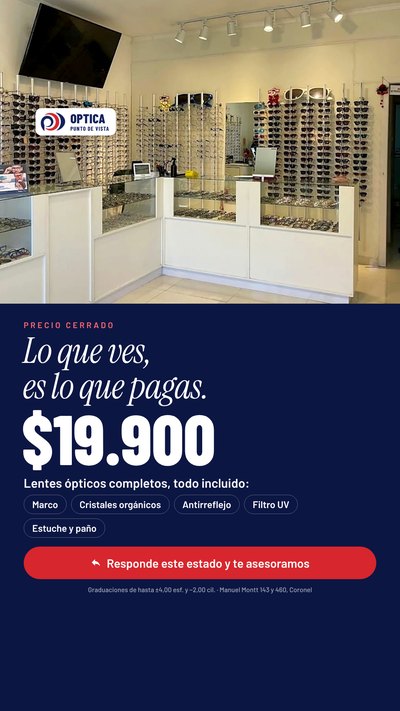 OPTICA
PUNTO DE VISTA
PRECIO CERRADO
Lo que ves,
es lo que pagas.
$19.900
Lentes ópticos completos, todo incluido:
Marco
Cristales orgánicos
Antirreflejo
Filtro UV
Estuche y paño
Responde este estado y te asesoramos
Graduaciones de hasta ±4,00 esf. y −2,00 cil. · Manuel Montt 143 y 460, Coronel